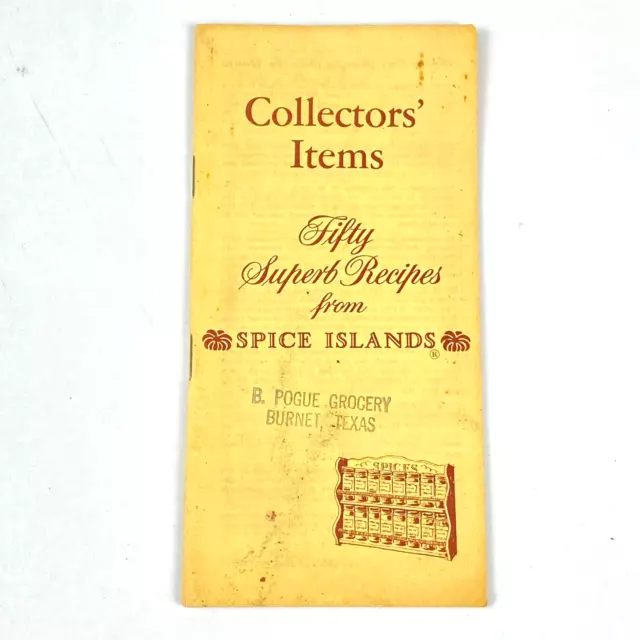 Collectors'
Items
Fifty
Superb Recipes
from
SPICE ISLANDS®
B. POGUE GROCERY
BURNET, TEXAS
SPICES